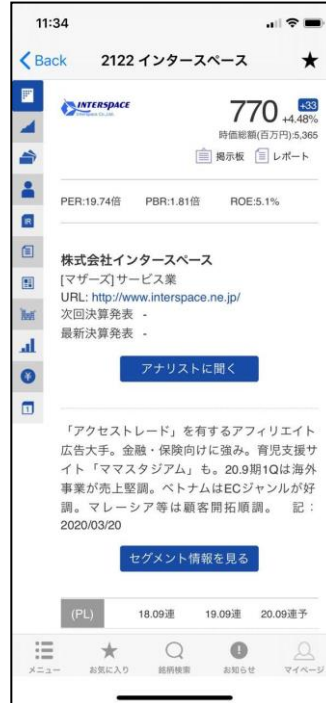 11:34
Back
2122 インタースペース
INTERSPACE
770 +33
+4.48%
時価総額(百万円):5,365
掲示板 レポート
PER:19.74倍 PBR:1.81倍 ROE:5.1%
株式会社インタースペース
[マザーズ] サービス業
URL: http://www.interspace.ne.jp/
次回決算発表 -
最新決算発表 -
アナリストに聞く
「アクセストレード」を有するアフィリエイト
広告大手。金融・保険向けに強み。育児支援サ
イト「ママスタジアム」も。20.9期1Qは海外
事業が売上堅調。ベトナムはECジャンルが好
調。マレーシア等は顧客開拓順調。 記：
2020/03/20
セグメント情報を見る
(PL) 18.09連 19.09連 20.09連予
メニュー お気に入り 銘柄検索 お知らせ マイページ